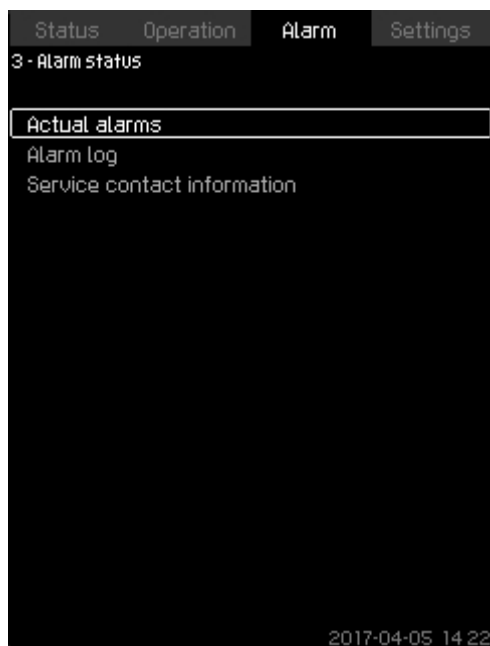 Status Operation Alarm Settings
3 - Alarm status
Actual alarms
Alarm log
Service contact information
2017-04-05 14:22